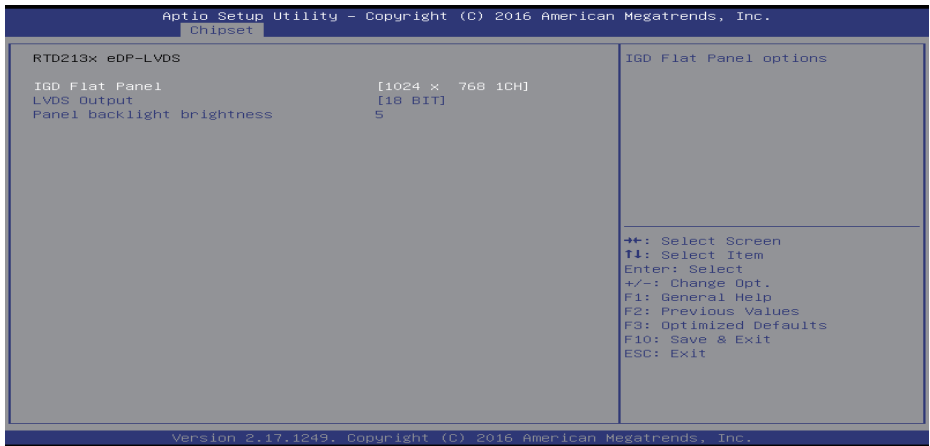 Aptio Setup Utility – Copyright (C) 2016 American Megatrends, Inc.
Chipset
RTD213x eDP-LVDS
IGD Flat Panel [1024 x 768 1CH]
LVDS Output [18 BIT]
Panel backlight brightness 5
IGD Flat Panel options
→←: Select Screen
↑↓: Select Item
Enter: Select
+/-: Change Opt.
F1: General Help
F2: Previous Values
F3: Optimized Defaults
F10: Save & Exit
ESC: Exit
Version 2.17.1249. Copyright (C) 2016 American Megatrends, Inc.